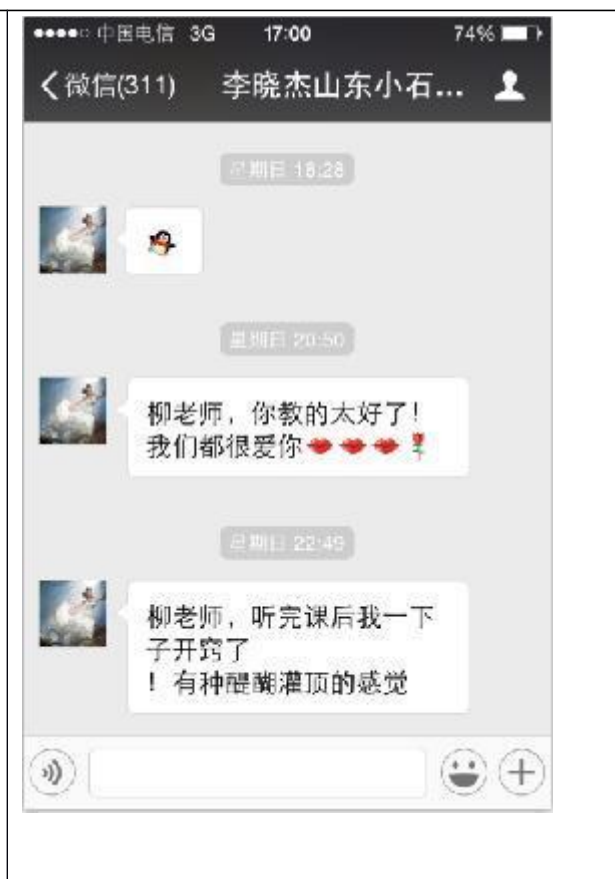 中国电信 3G 17:00 74%
微信(311) 李晓杰山东小石...
星期日 18:28
星期日 20:50
柳老师，你教的太好了！
我们都很爱你
星期日 22:49
柳老师，听完课后我一下
子开窍了
！有种醍醐灌顶的感觉